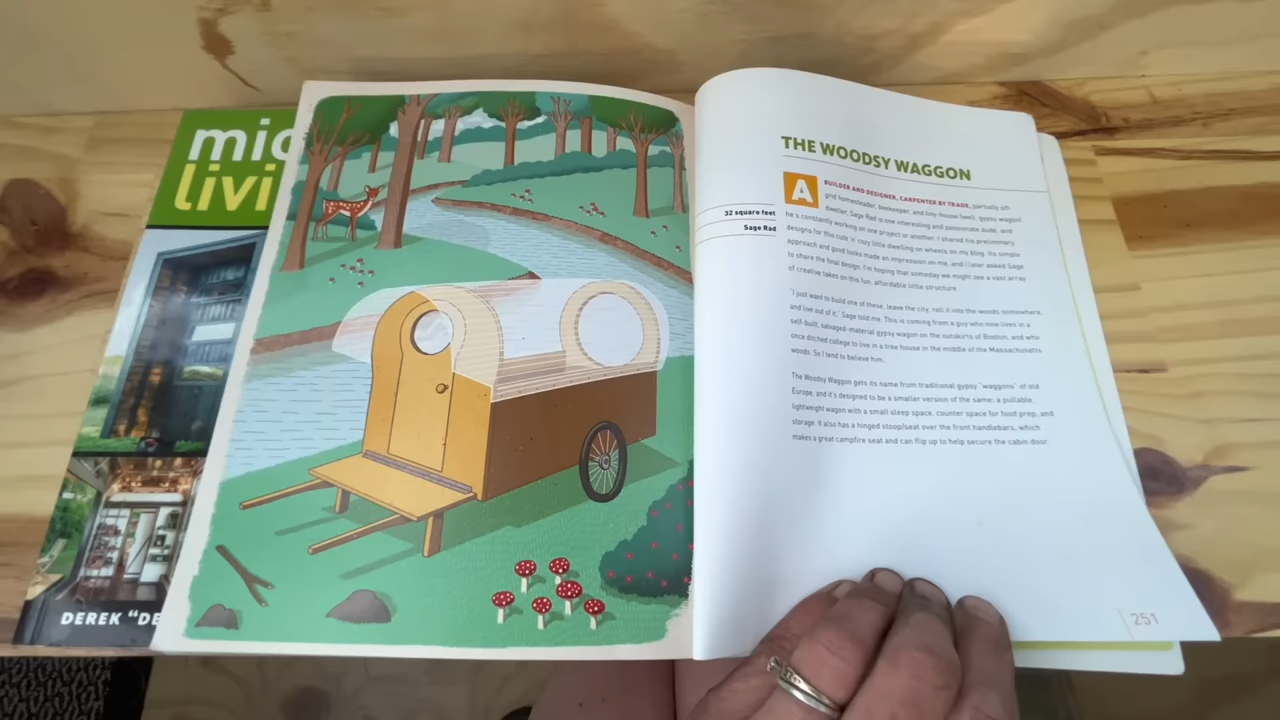 mic
livi
DEREK "DE
THE WOODSY WAGGON
32 square feet
Sage Rad
A BUILDER AND DESIGNER, CARPENTER BY TRADE, partially off-
grid homesteader, beekeeper, and tiny house (well, gypsy wagon)
dweller, Sage Rad is one interesting and passionate dude, and
he's constantly working on one project or another. I shared his preliminary
designs for this cute 'n' cozy little dwelling on wheels on my blog. Its simple
approach and good looks made an impression on me, and I later asked Sage
to share the final design. I'm hoping that someday we might see a vast array
of creative takes on this fun, affordable little structure.
"I just want to build one of these, leave the city, roll it into the woods somewhere,
and live out of it," Sage told me. This is coming from a guy who now lives in a
self-built, salvaged-material gypsy wagon on the outskirts of Boston, and who
once ditched college to live in a tree house in the middle of the Massachusetts
woods. So I tend to believe him.
The Woodsy Waggon gets its name from traditional gypsy "waggons" of old
Europe, and it's designed to be a smaller version of the same: a pullable,
lightweight wagon with a small sleep space, counter space for food prep, and
storage. It also has a hinged stoop/seat over the front handlebars, which
makes a great campfire seat and can flip up to help secure the cabin door.
251